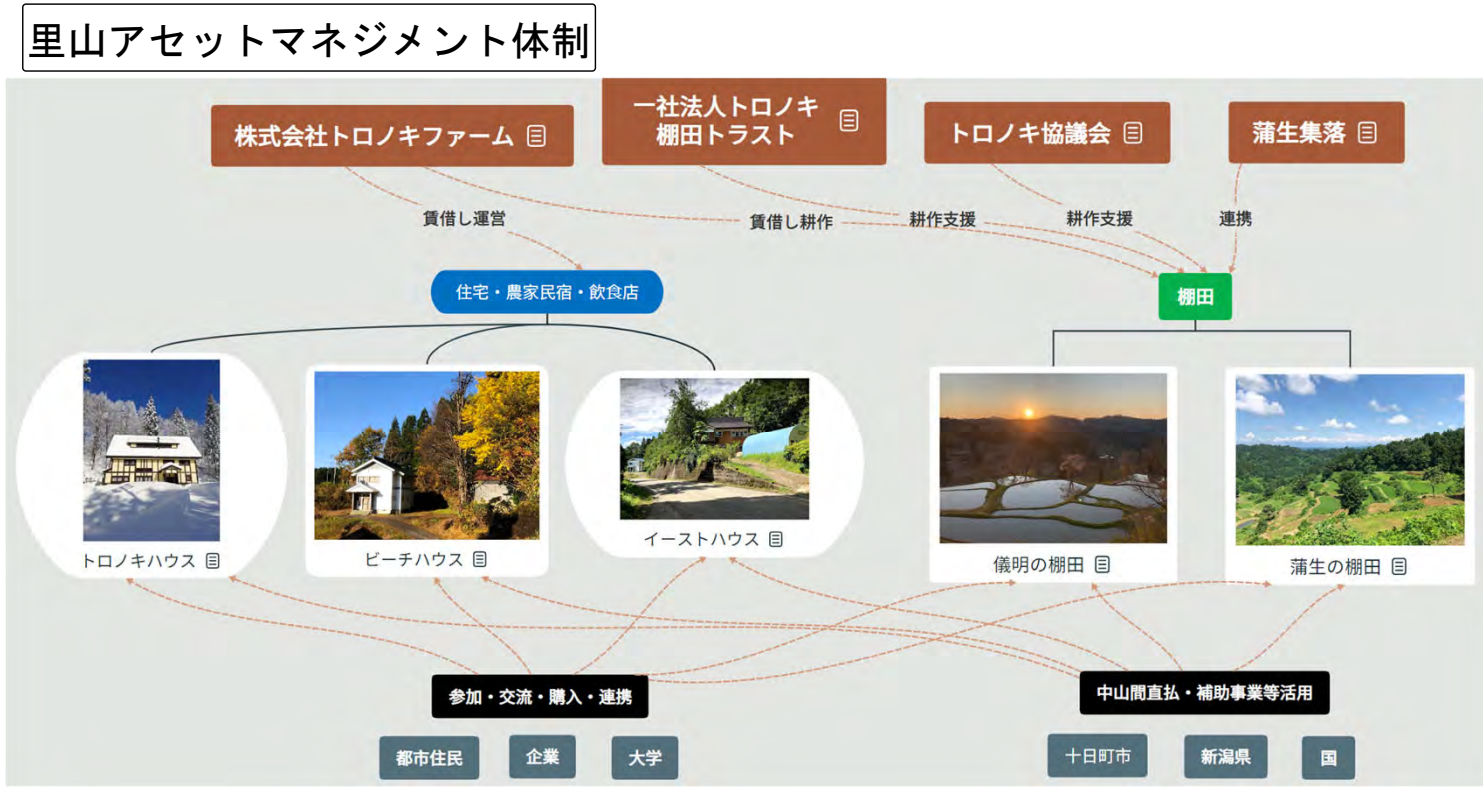 里山アセットマネジメント体制
株式会社トロノキファーム
一社法人トロノキ
棚田トラスト
トロノキ協議会
蒲生集落
賃借し運営
賃借し耕作
耕作支援
耕作支援
連携
住宅・農家民宿・飲食店
棚田
トロノキハウス
ビーチハウス
イーストハウス
儀明の棚田
蒲生の棚田
参加・交流・購入・連携
中山間直払・補助事業等活用
都市住民
企業
大学
十日町市
新潟県
国